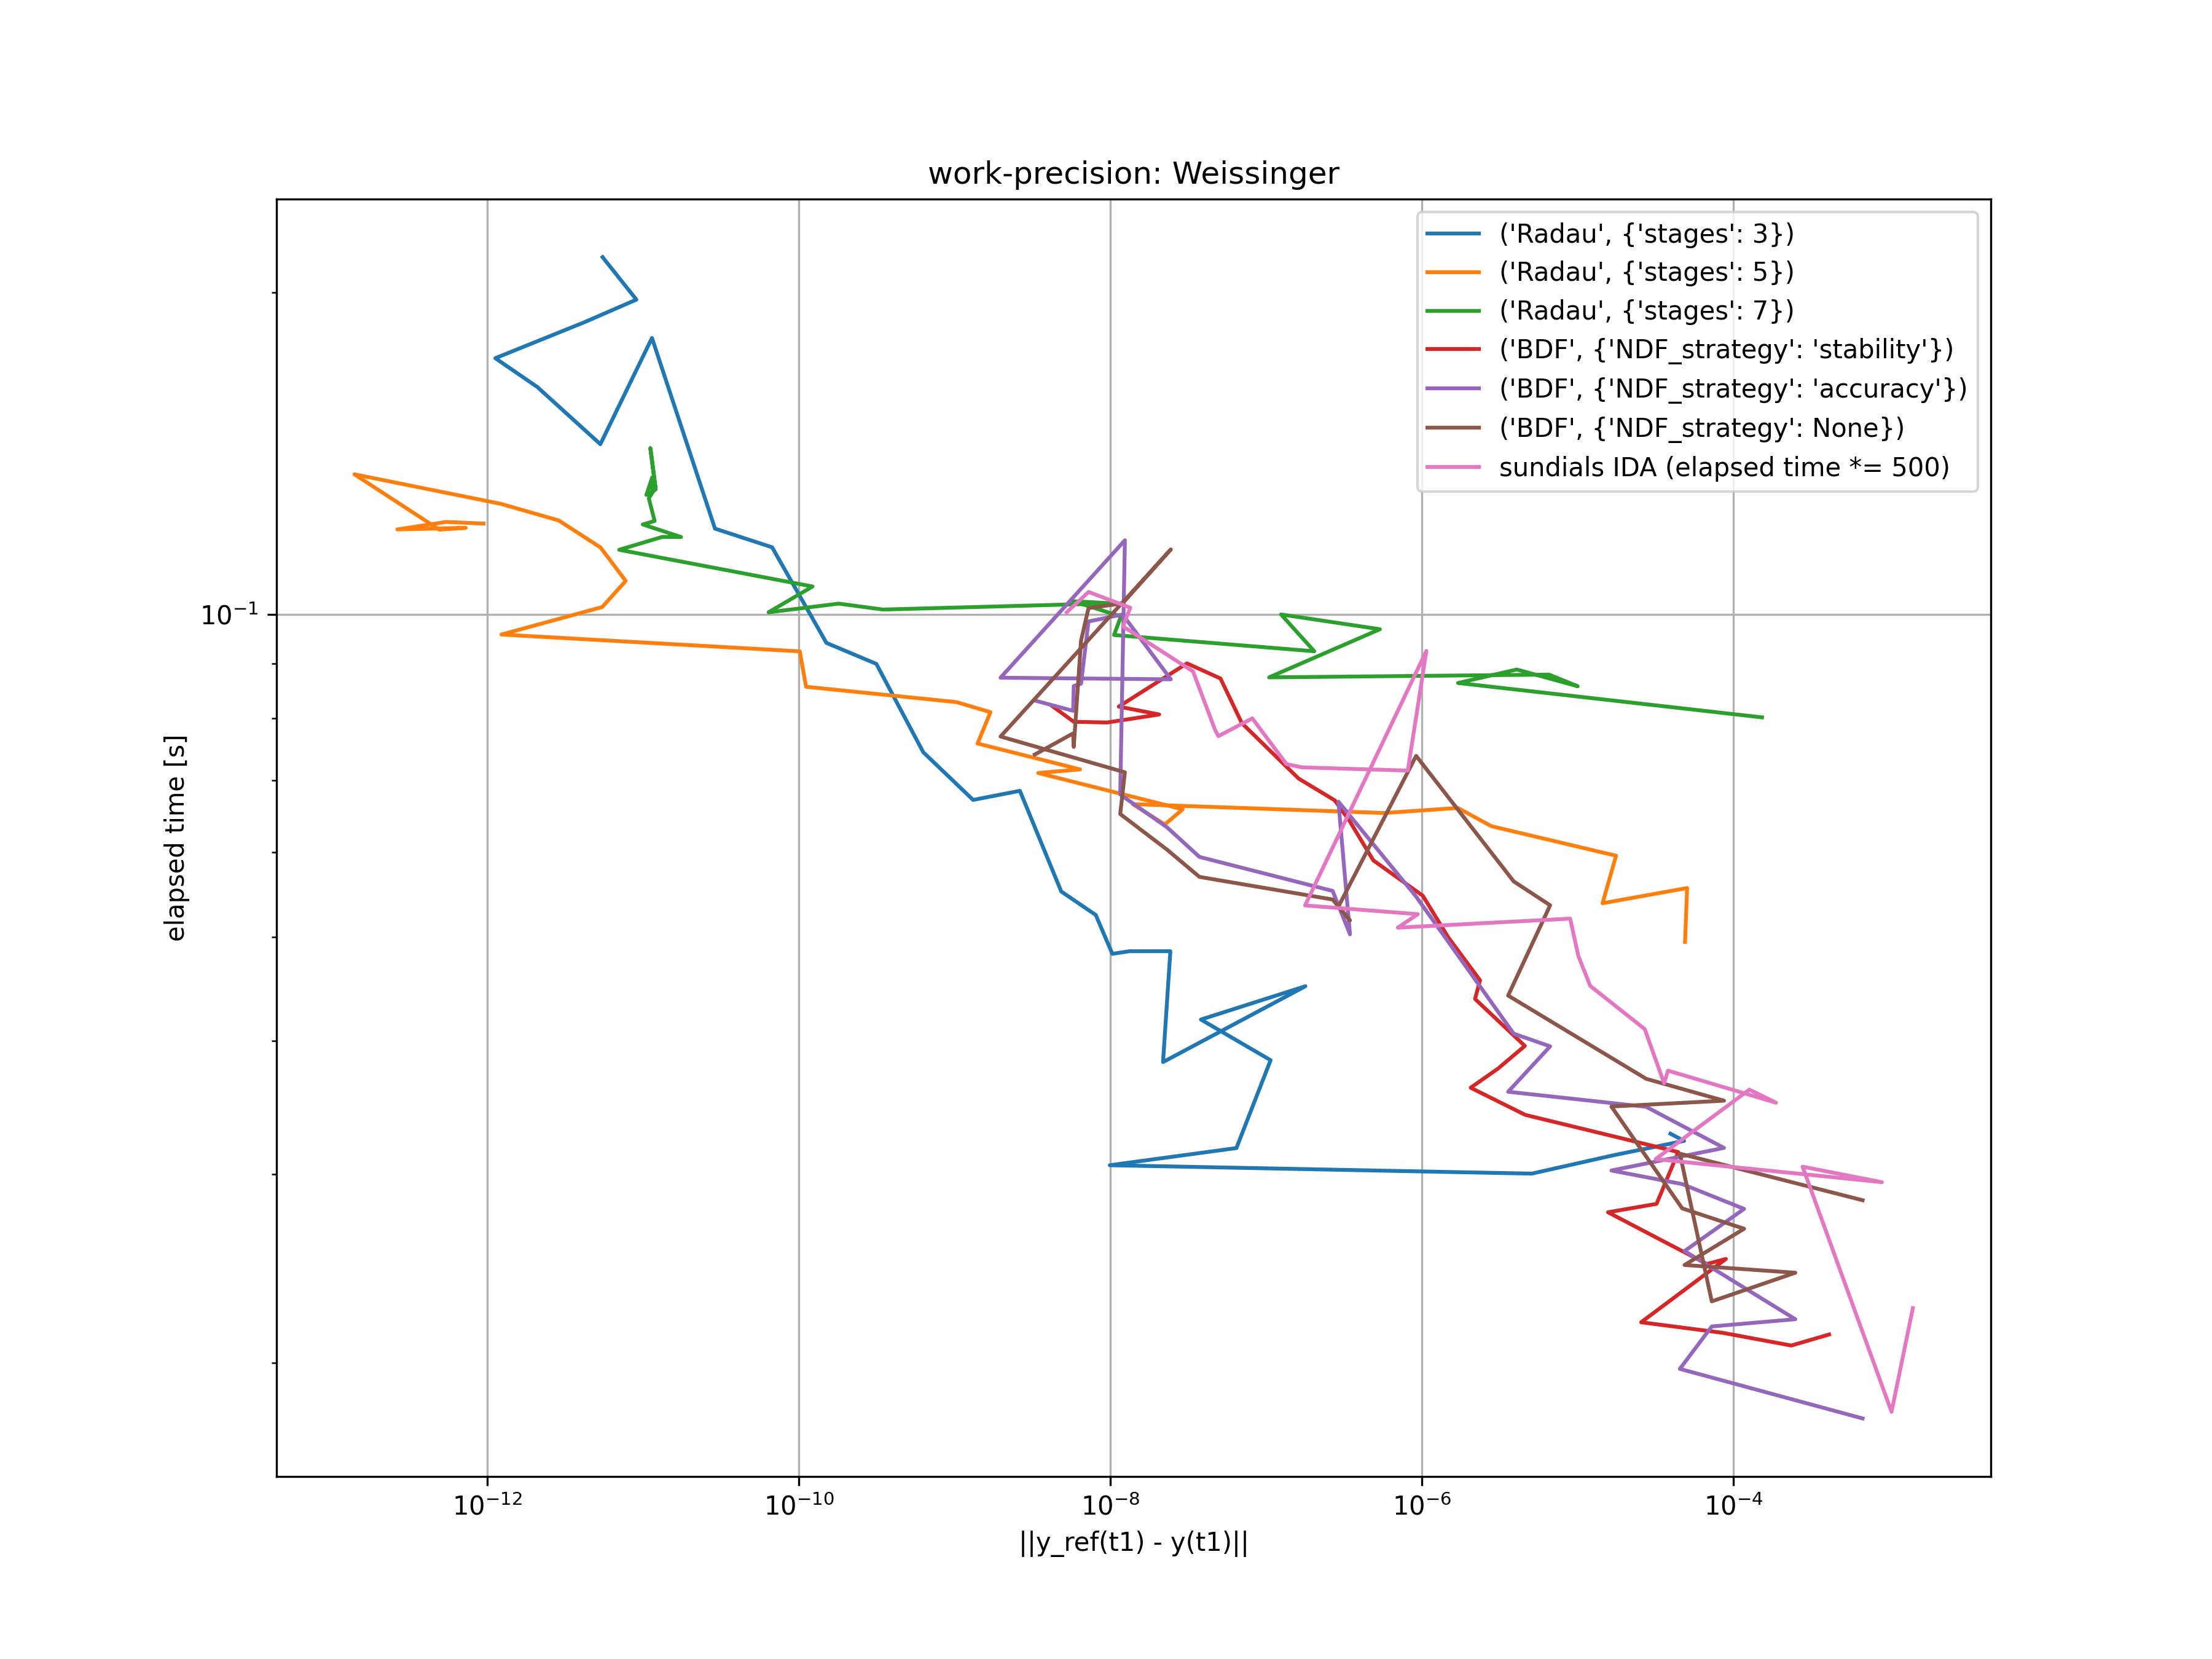 work-precision: Weissinger
('Radau', {'stages': 3})
('Radau', {'stages': 5})
('Radau', {'stages': 7})
('BDF', {'NDF_strategy': 'stability'})
('BDF', {'NDF_strategy': 'accuracy'})
('BDF', {'NDF_strategy': None})
sundials IDA (elapsed time *= 500)
10⁻¹
elapsed time [s]
10⁻¹² 10⁻¹⁰ 10⁻⁸ 10⁻⁶ 10⁻⁴
||y_ref(t1) - y(t1)||